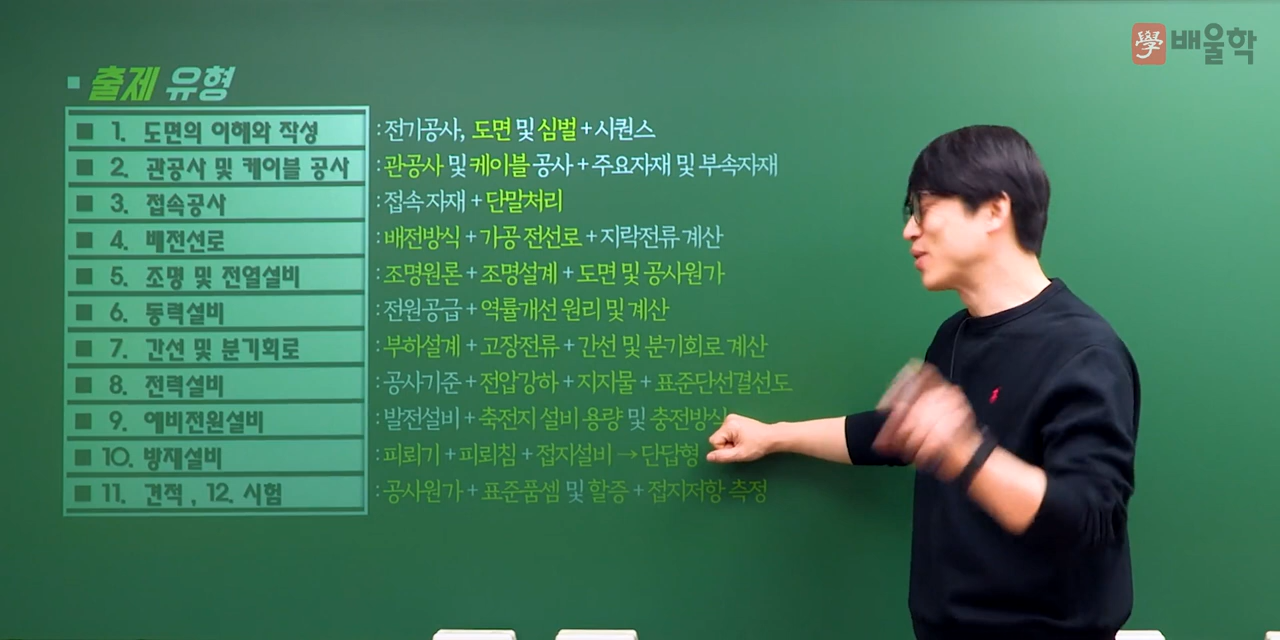 學 배울학
출제 유형
1. 도면의 이해와 작성 : 전기공사, 도면 및 심벌 + 시퀀스
2. 관공사 및 케이블 공사 : 관공사 및 케이블 공사 + 주요자재 및 부속자재
3. 접속공사 : 접속 자재 + 단말처리
4. 배전선로 : 배전방식 + 가공 전선로 + 지락전류 계산
5. 조명 및 전열설비 : 조명원론 + 조명설계 + 도면 및 공사원가
6. 동력설비 : 전원공급 + 역률개선 원리 및 계산
7. 간선 및 분기회로 : 부하설계 + 고장전류 + 간선 및 분기회로 계산
8. 전력설비 : 공사기준 + 전압강하 + 지지물 + 표준단선결선도
9. 예비전원설비 : 발전설비 + 축전지 설비 용량 및 충전방식
10. 방재설비 : 피뢰기 + 피뢰침 + 접지설비 → 단답형
11. 견적 , 12. 시험 : 공사원가 + 표준품셈 및 할증 + 접지저항 측정